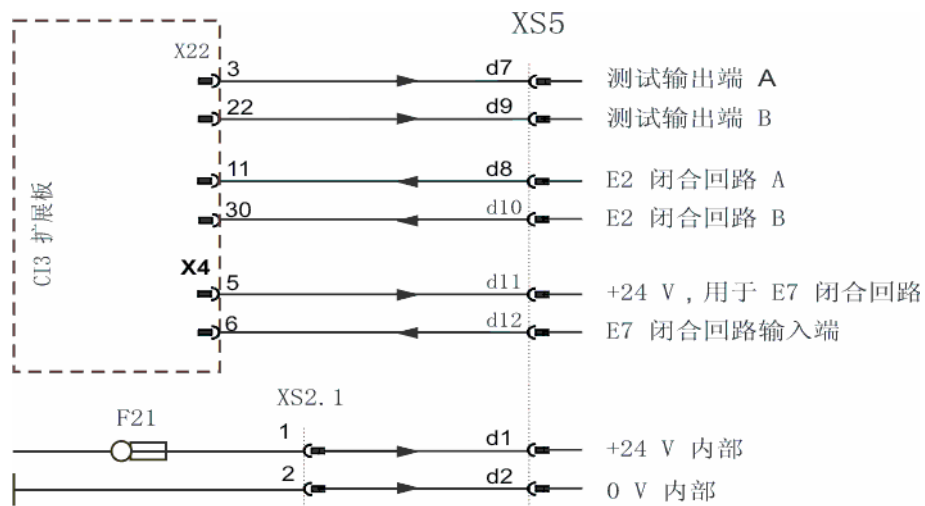 XS5
X22
3 d7 测试输出端 A
22 d9 测试输出端 B
11 d8 E2 闭合回路 A
30 d10 E2 闭合回路 B
CI3 扩展板
X4
5 d11 +24 V,用于 E7 闭合回路
6 d12 E7 闭合回路输入端
XS2.1
F21
1 d1 +24 V 内部
2 d2 0 V 内部